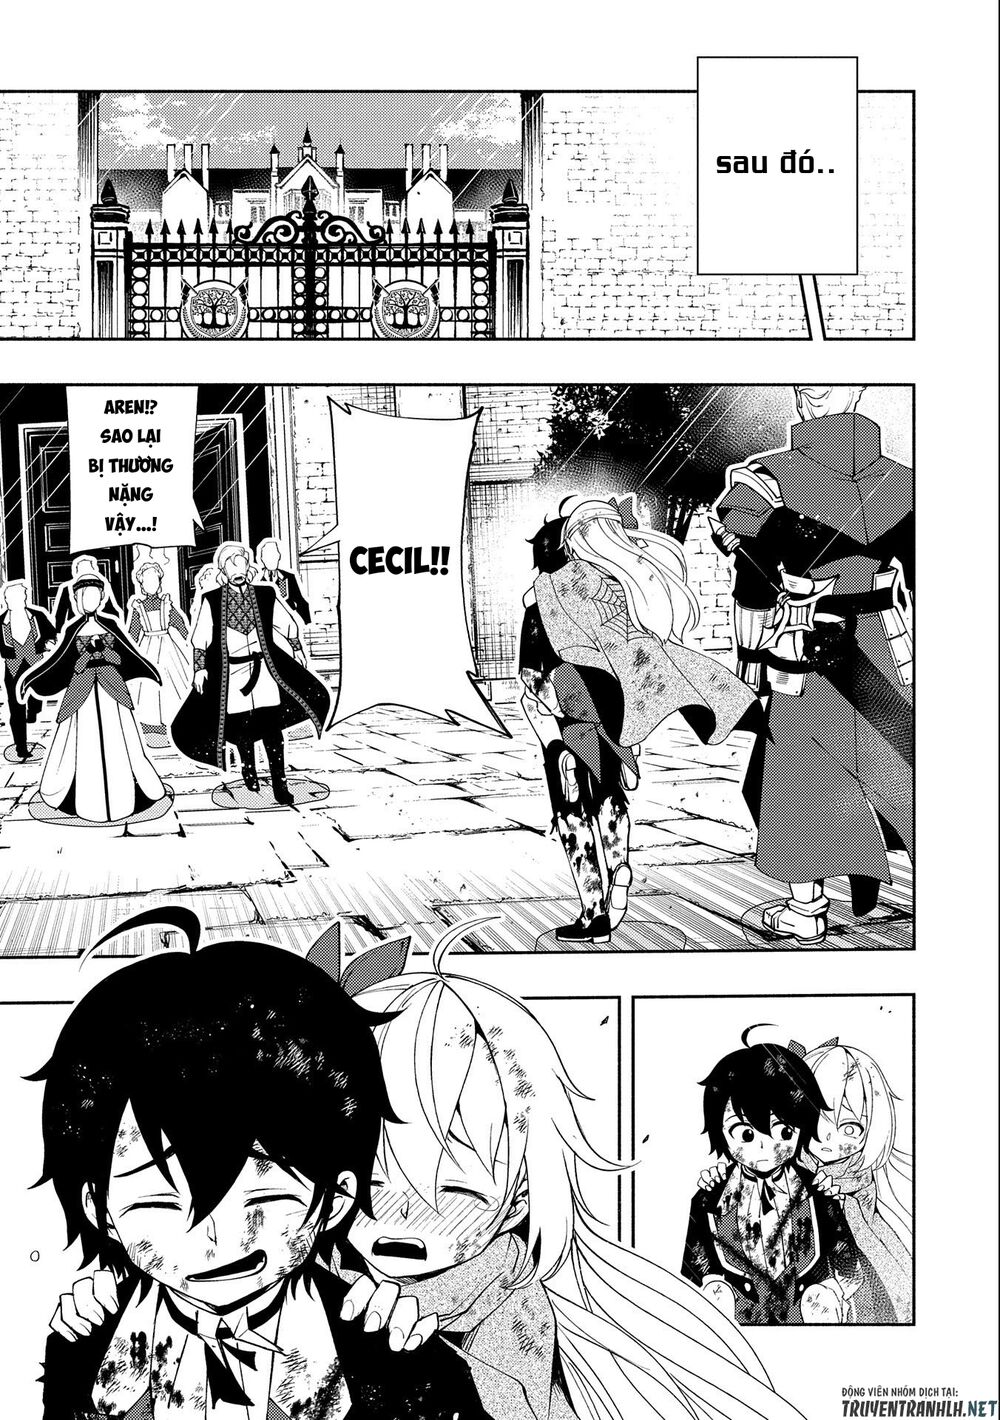 sau đó..
CECIL!!
AREN!?
SAO LẠI
BỊ THƯƠNG
NẶNG
VẬY...!
ĐỘNG VIÊN NHÓM DỊCH TẠI:
TRUYENTRANHLH.NET